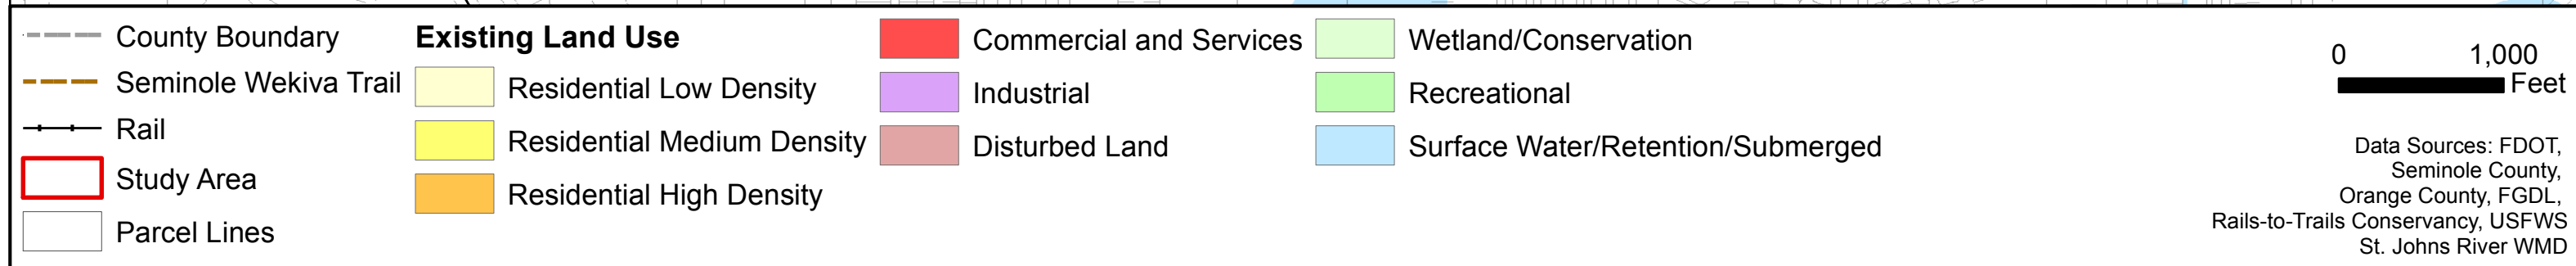 County Boundary
Seminole Wekiva Trail
Rail
Study Area
Parcel Lines
Existing Land Use
Residential Low Density
Residential Medium Density
Residential High Density
Commercial and Services
Industrial
Disturbed Land
Wetland/Conservation
Recreational
Surface Water/Retention/Submerged
0 1,000
Feet
Data Sources: FDOT,
Seminole County,
Orange County, FGDL,
Rails-to-Trails Conservancy, USFWS
St. Johns River WMD